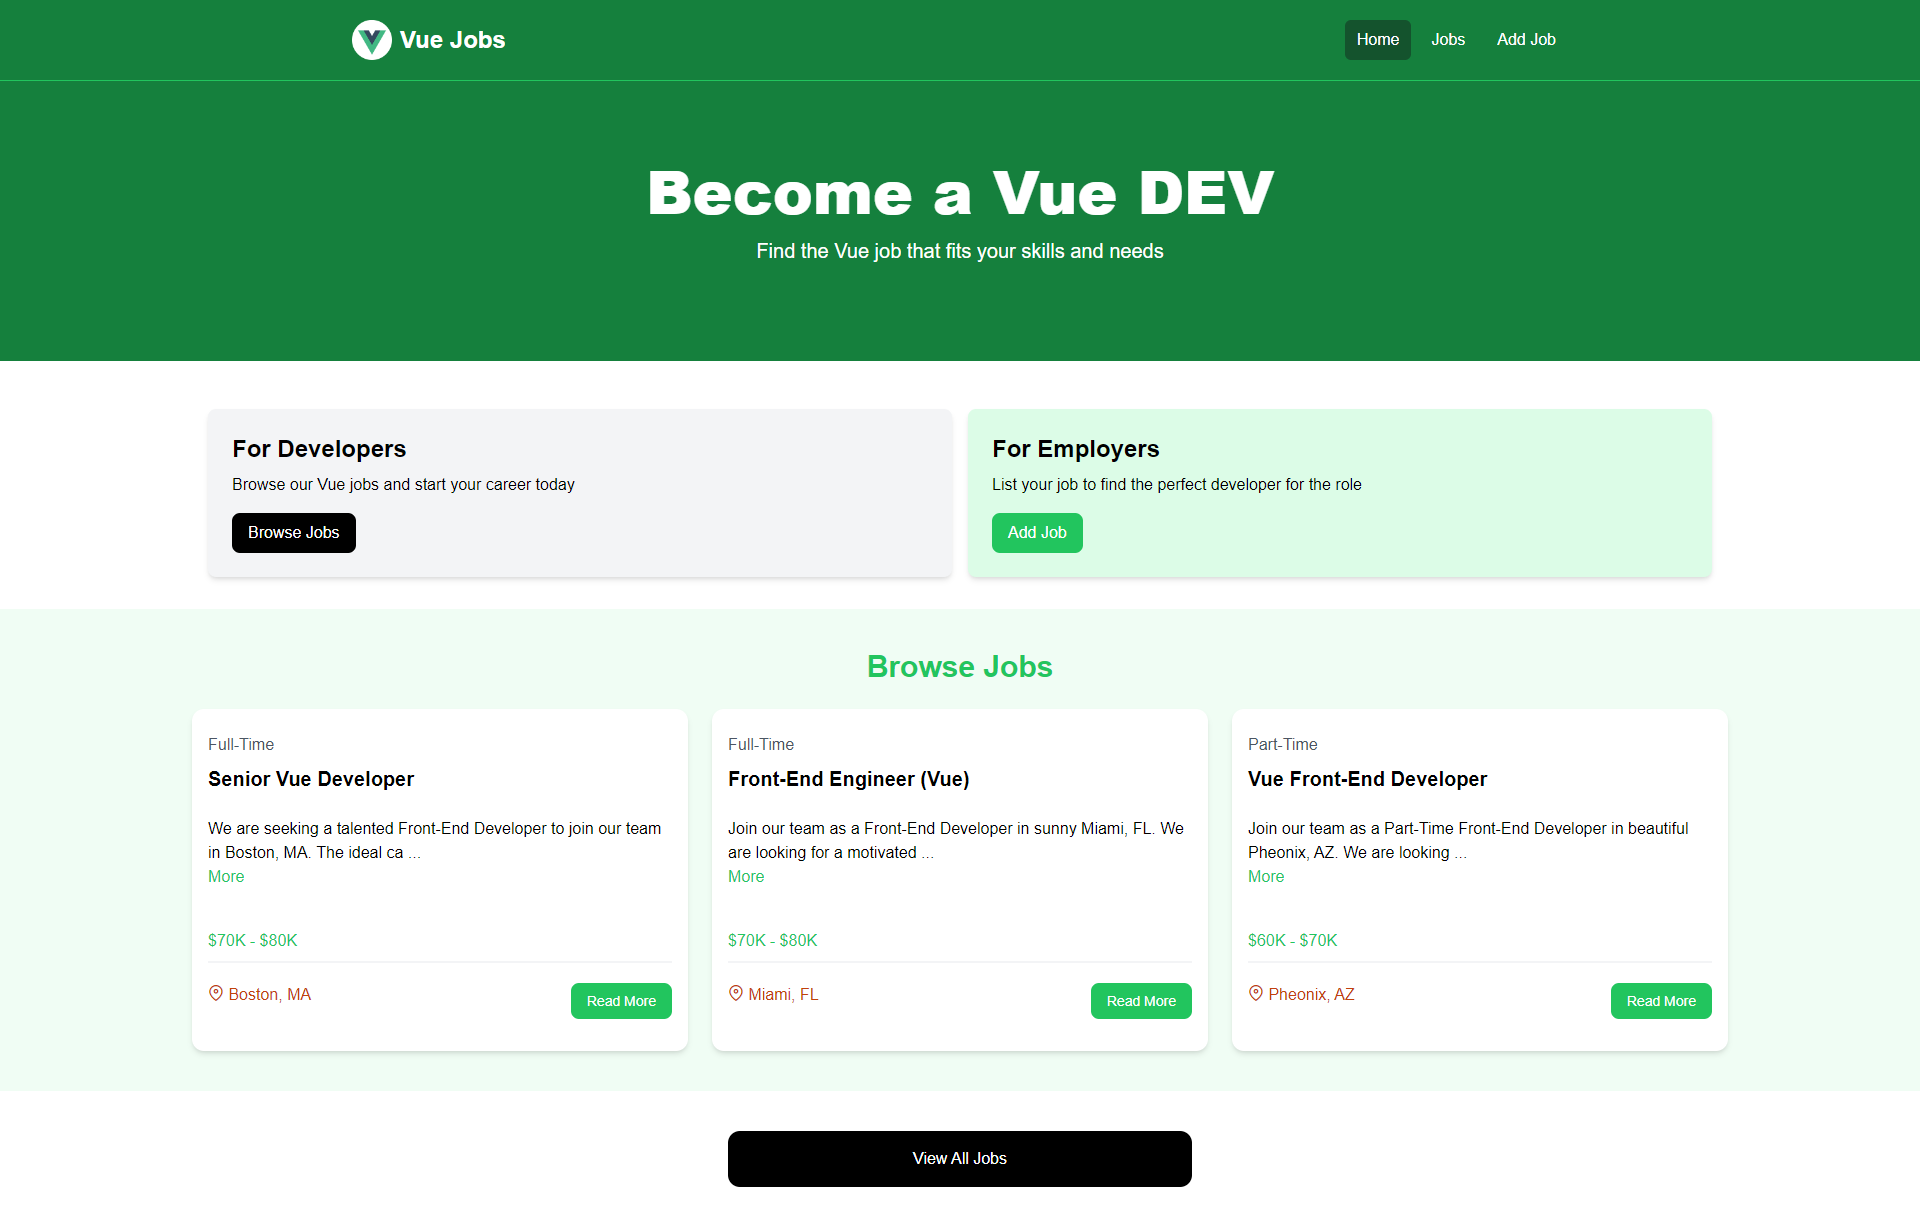 Vue Jobs
Home
Jobs
Add Job
Become a Vue DEV
Find the Vue job that fits your skills and needs
For Developers
Browse our Vue jobs and start your career today
Browse Jobs
For Employers
List your job to find the perfect developer for the role
Add Job
Browse Jobs
Full-Time
Senior Vue Developer
We are seeking a talented Front-End Developer to join our team
in Boston, MA. The ideal ca ...
More
$70K - $80K
Boston, MA
Read More
Full-Time
Front-End Engineer (Vue)
Join our team as a Front-End Developer in sunny Miami, FL. We
are looking for a motivated ...
More
$70K - $80K
Miami, FL
Read More
Part-Time
Vue Front-End Developer
Join our team as a Part-Time Front-End Developer in beautiful
Pheonix, AZ. We are looking ...
More
$60K - $70K
Pheonix, AZ
Read More
View All Jobs